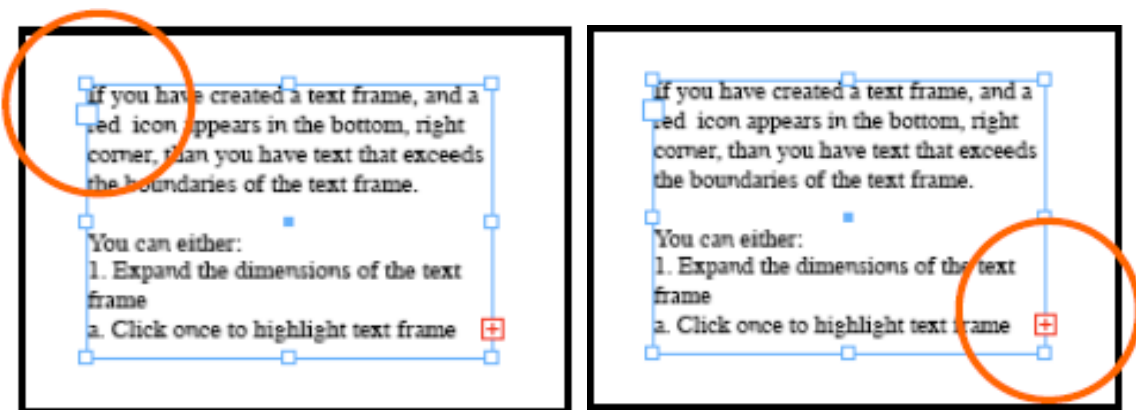 If you have created a text frame, and a
red icon appears in the bottom, right
corner, than you have text that exceeds
the boundaries of the text frame.
You can either:
1. Expand the dimensions of the text
frame
a. Click once to highlight text frame
If you have created a text frame, and a
red icon appears in the bottom, right
corner, than you have text that exceeds
the boundaries of the text frame.
You can either:
1. Expand the dimensions of the text
frame
a. Click once to highlight text frame